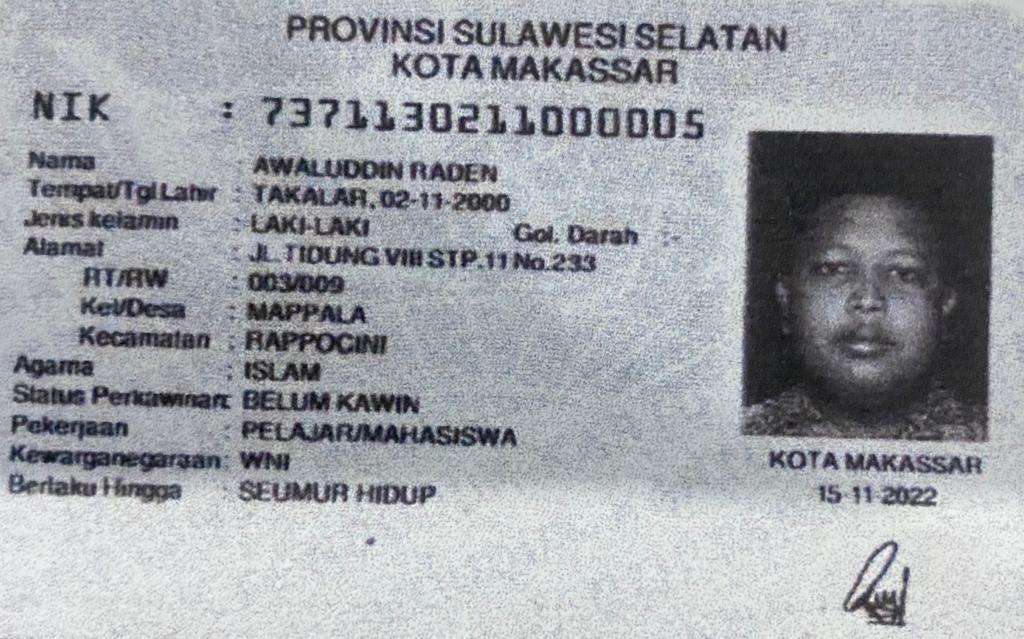 PROVINSI SULAWESI SELATAN
KOTA MAKASSAR
NIK : 7371130211000005
Nama : AWALUDDIN RADEN
Tempat/Tgl Lahir : TAKALAR, 02-11-2000
Jenis kelamin : LAKI-LAKI Gol. Darah :-
Alamat : JL. TIDUNG VIII STP.11 No.233
RT/RW : 003/009
Kel/Desa : MAPPALA
Kecamatan : RAPPOCINI
Agama : ISLAM
Status Perkawinan: BELUM KAWIN
Pekerjaan : PELAJAR/MAHASISWA
Kewarganegaraan: WNI
Berlaku Hingga : SEUMUR HIDUP
KOTA MAKASSAR
15-11-2022